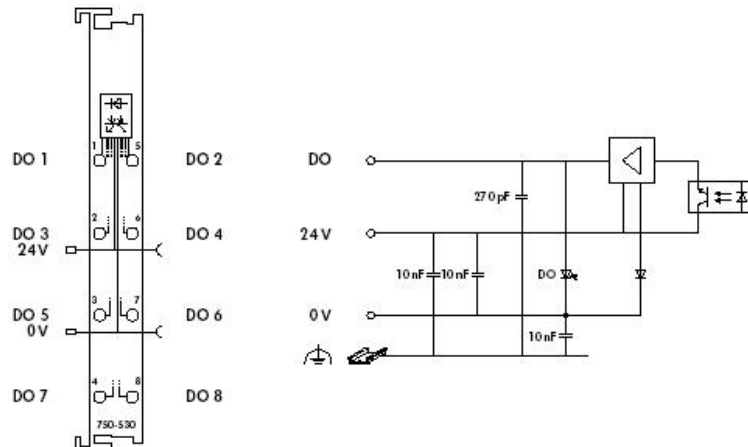 1 5
DO 1 DO 2 DO
270 pF
2 6
DO 3 DO 4 24 V
24 V
10 nF 10 nF DO
3 7
DO 5 DO 6 0 V
0 V
10 nF
4 8
DO 7 DO 8
750-530